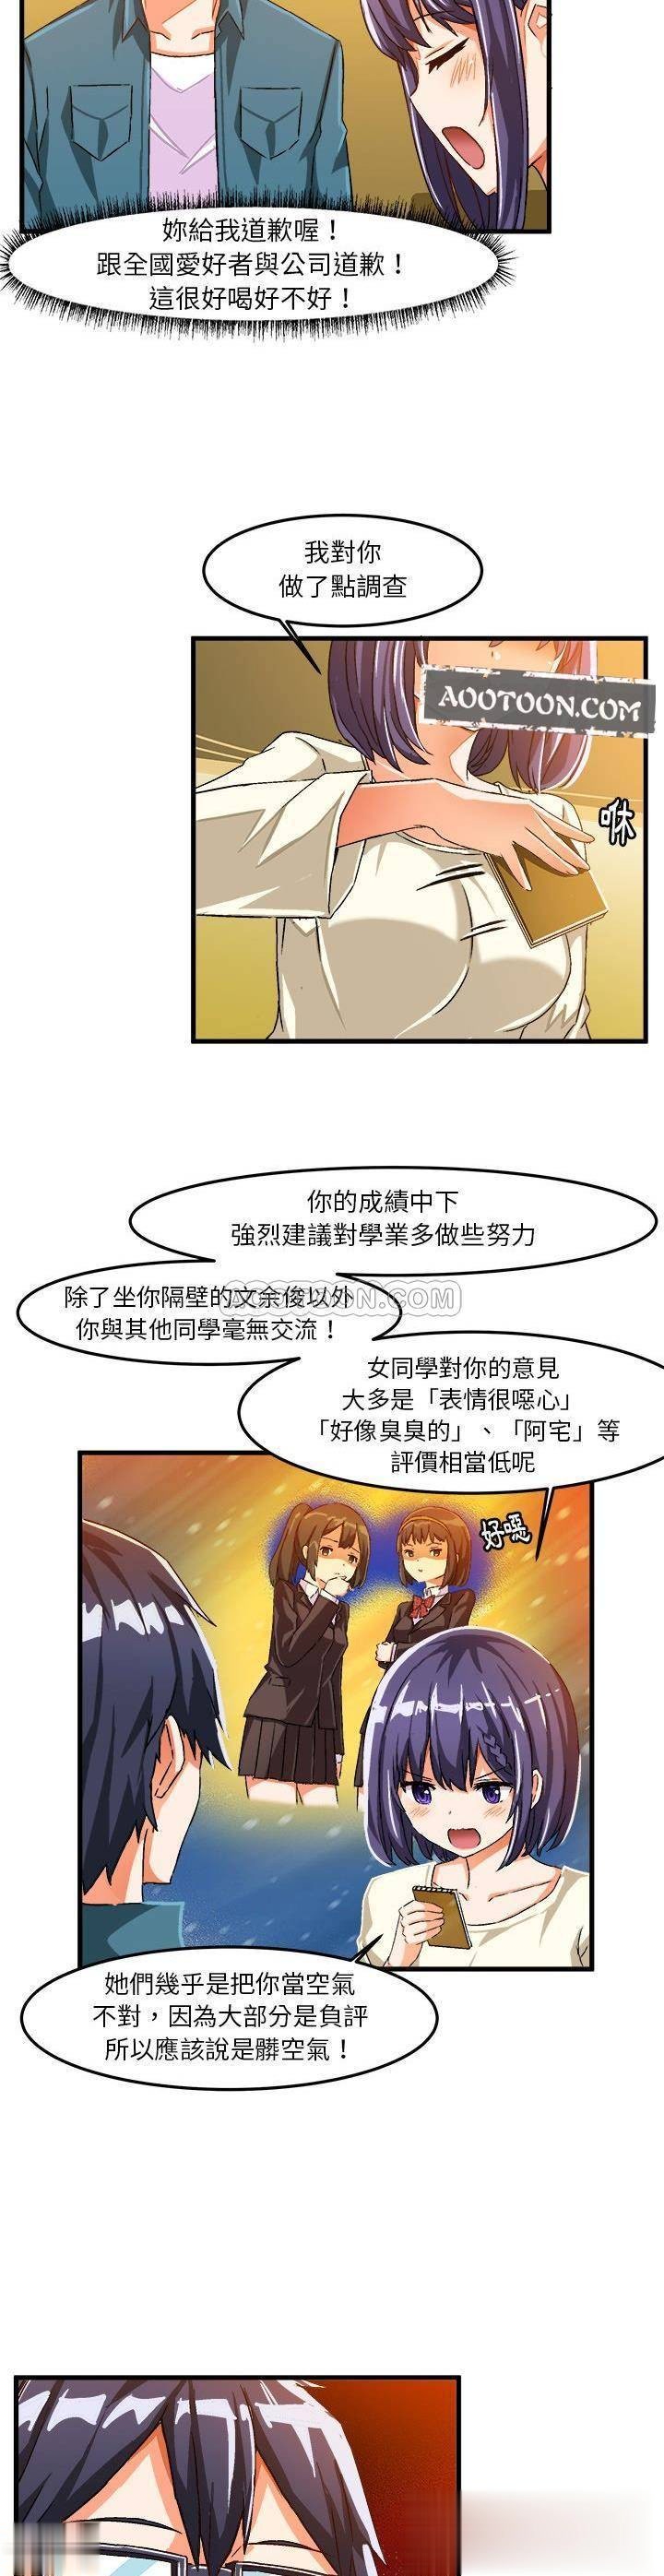 妳給我道歉喔！
跟全國愛好者與公司道歉！
這很好喝好不好！
我對你
做了點調查
AOOTOON.COM
咻
你的成績中下
強烈建議對學業多做些努力
AOOTOON.COM
除了坐你隔壁的文余俊以外
你與其他同學毫無交流！
女同學對你的意見
大多是「表情很噁心」
「好像臭臭的」、「阿宅」等
評價相當低呢
好噁
她們幾乎是把你當空氣
不對，因為大部分是負評
所以應該說是髒空氣！